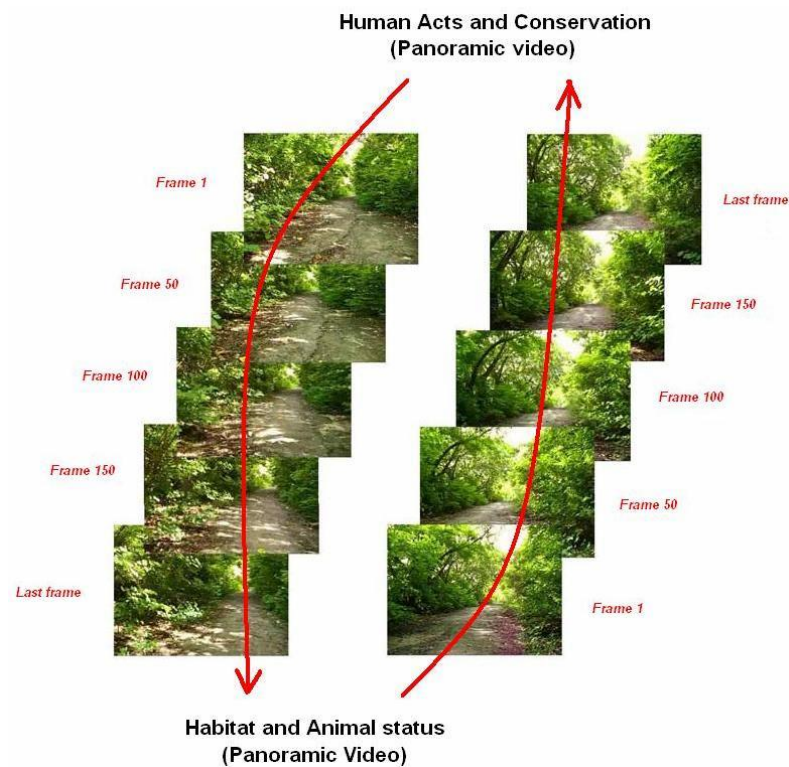 Human Acts and Conservation
(Panoramic video)
Frame 1
Frame 50
Frame 100
Frame 150
Last frame
Last frame
Frame 150
Frame 100
Frame 50
Frame 1
Habitat and Animal status
(Panoramic Video)